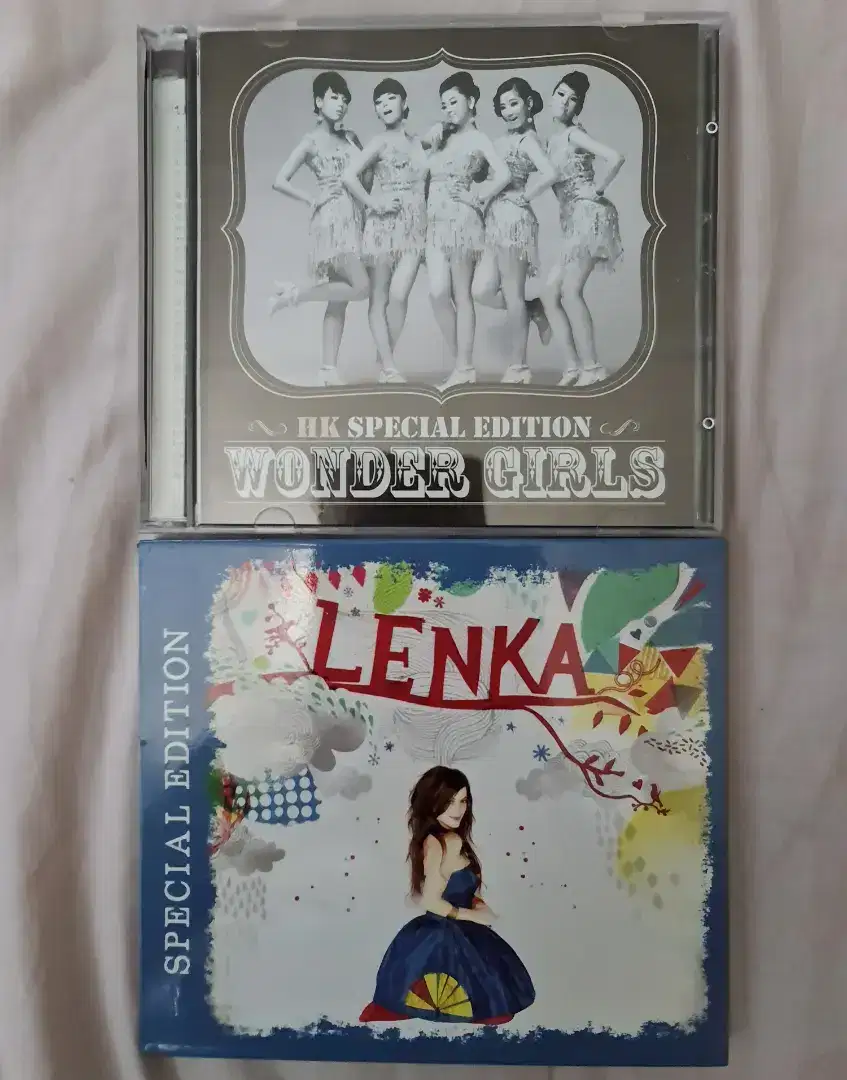 HK SPECIAL EDITION
WONDER GIRLS
LENKA
SPECIAL EDITION